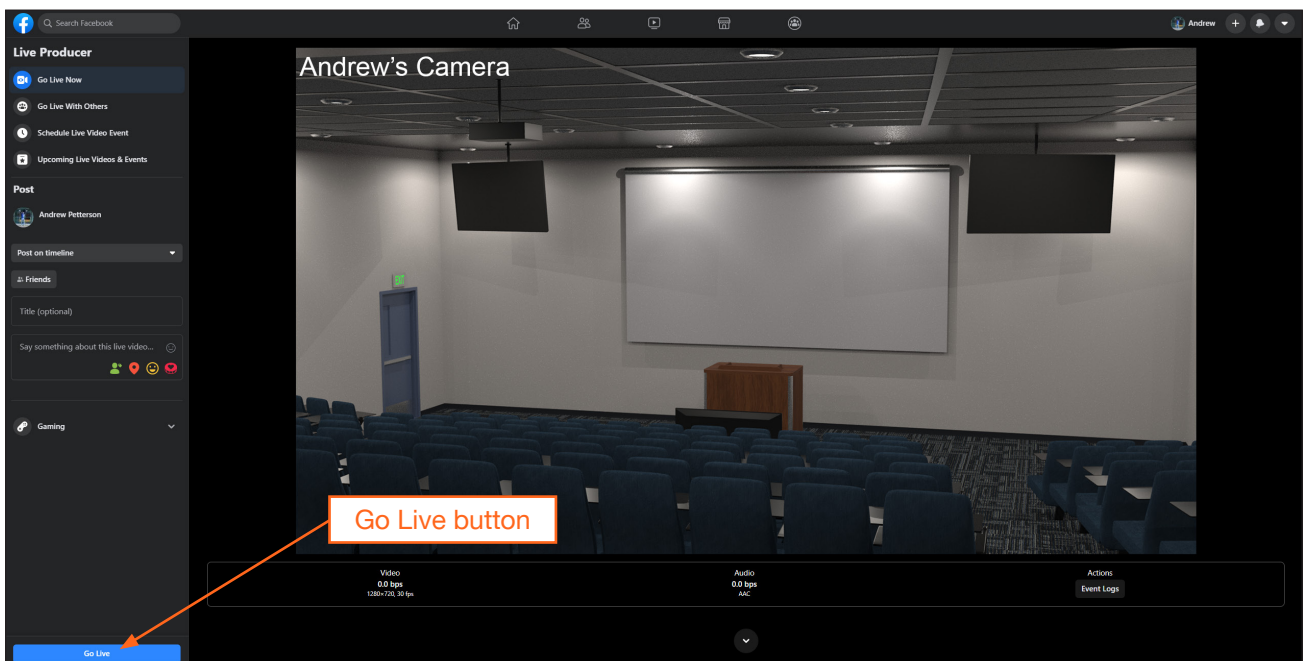 Search Facebook
Andrew
Live Producer
Go Live Now
Go Live With Others
Schedule Live Video Event
Upcoming Live Videos & Events
Post
Andrew Petterson
Post on timeline
Friends
Title (optional)
Say something about this live video...
Gaming
Go Live
Andrew's Camera
EXIT
Go Live button
Video
0.0 bps
1280×720, 30 fps
Audio
0.0 bps
AAC
Actions
Event Logs